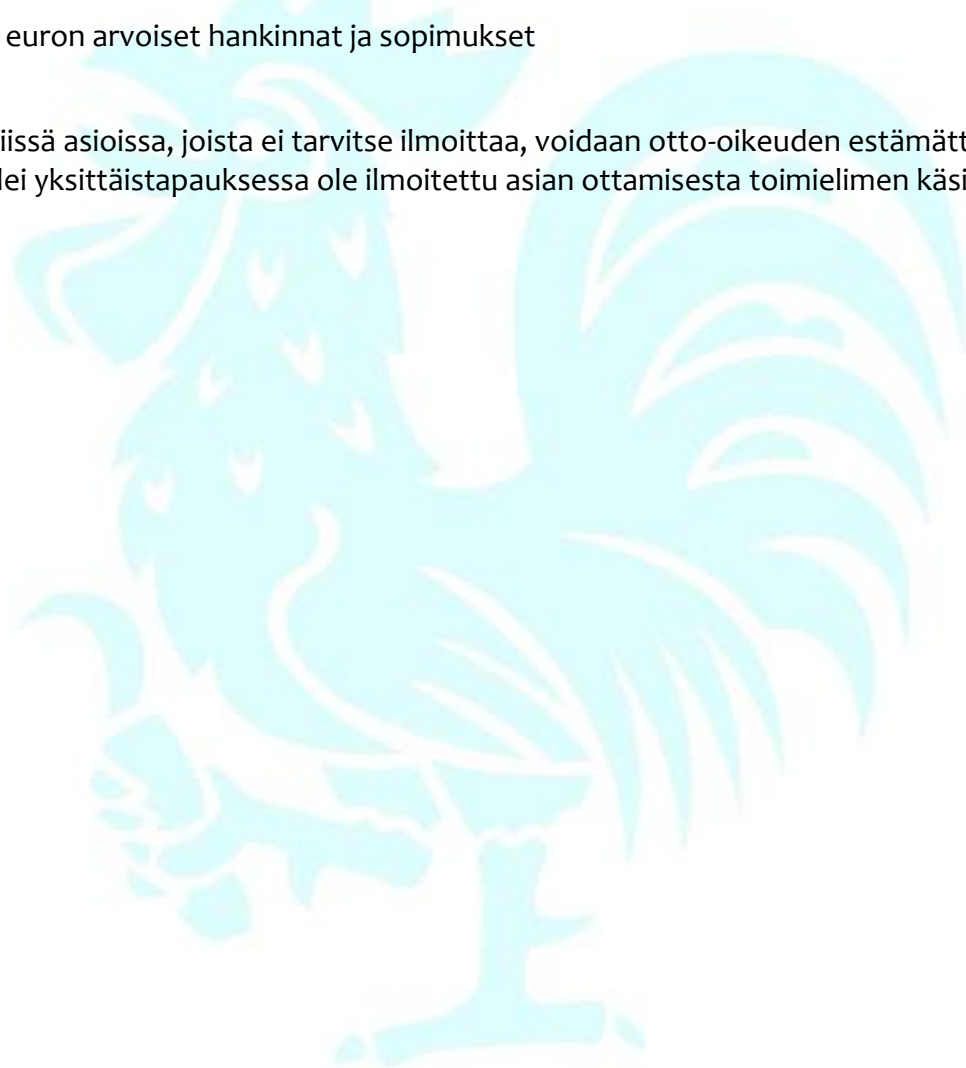 euron arvoiset hankinnat ja sopimukset
iissä asioissa, joista ei tarvitse ilmoittaa, voidaan otto-oikeuden estämätt
lei yksittäistapauksessa ole ilmoitettu asian ottamisesta toimielimen käsi